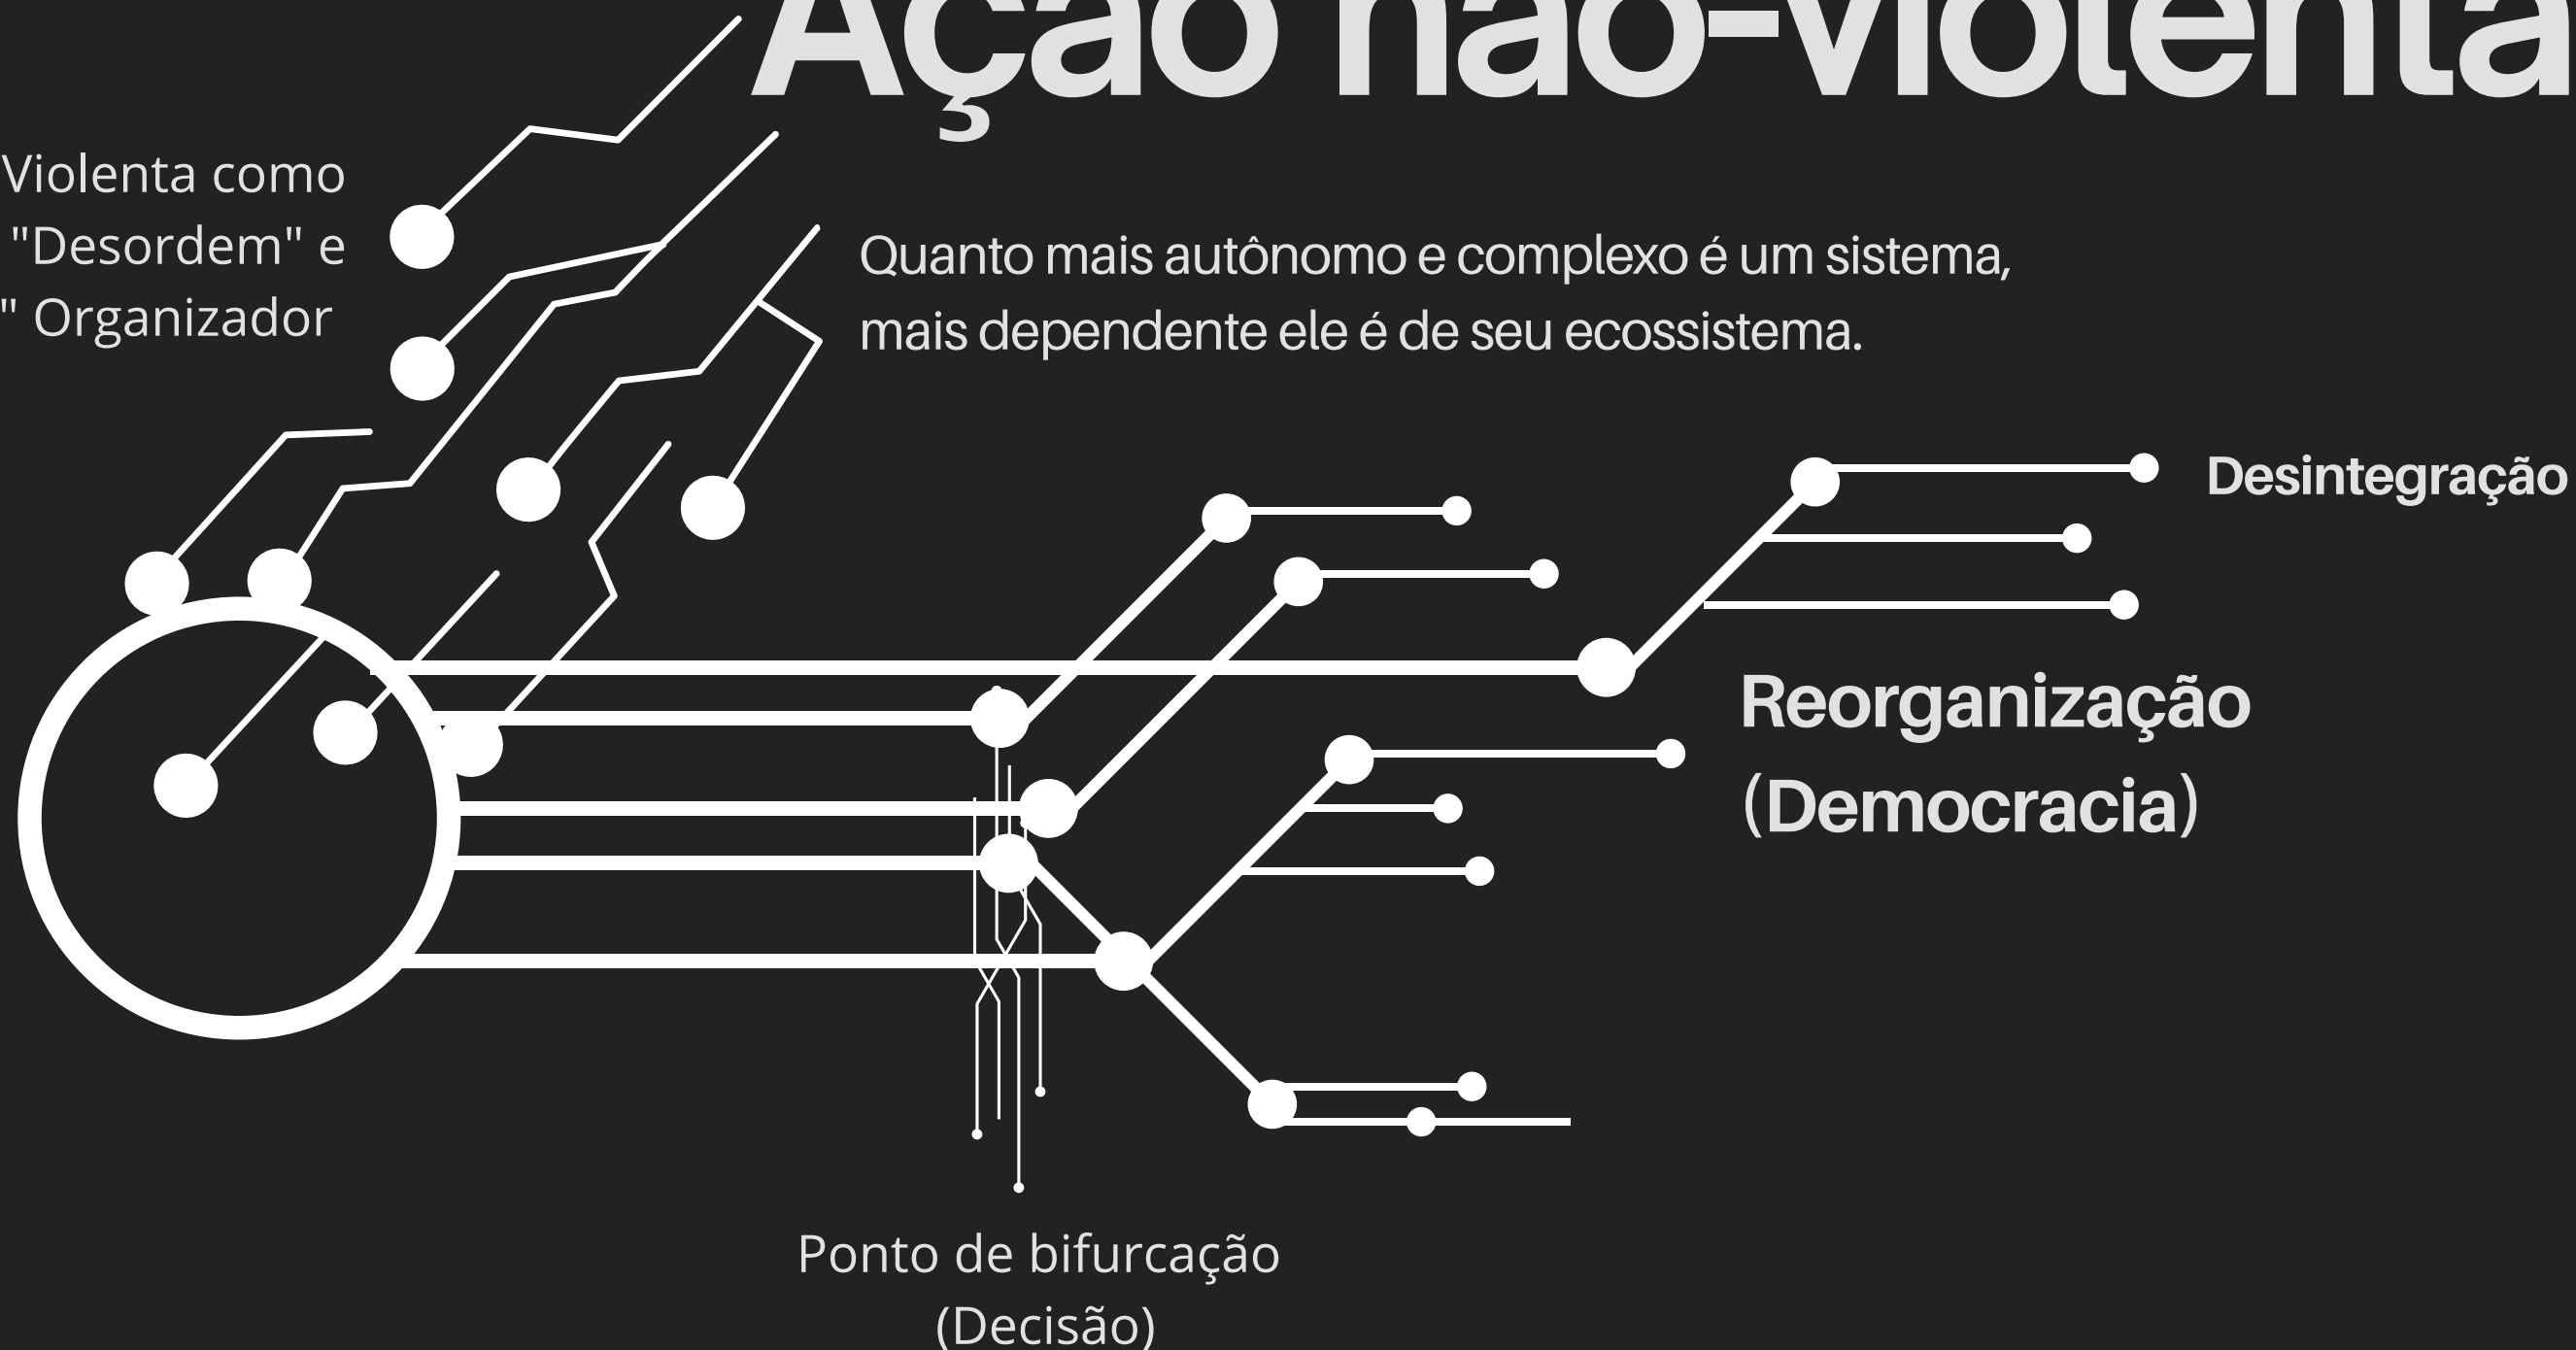 Ação não-violenta
Violenta como
"Desordem" e
" Organizador
Quanto mais autônomo e complexo é um sistema,
mais dependente ele é de seu ecossistema.
Desintegração
Reorganização
(Democracia)
Ponto de bifurcação
(Decisão)